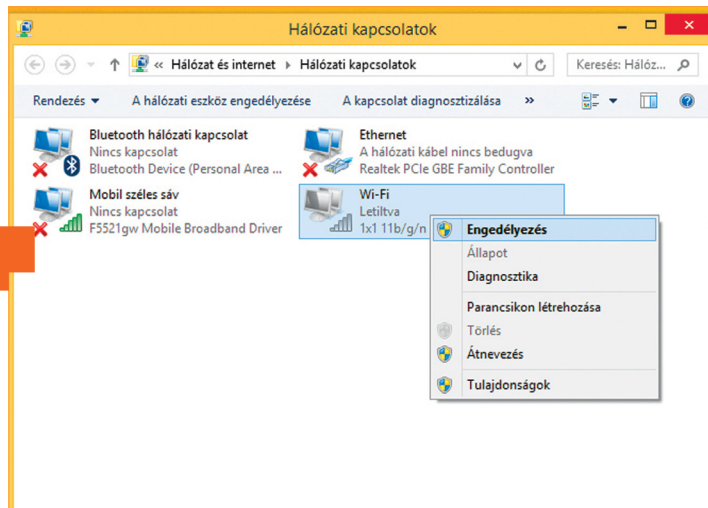 Hálózati kapcsolatok
« Hálózat és internet Hálózati kapcsolatok
Keresés: Hálóz...
Rendezés
A hálózati eszköz engedélyezése
A kapcsolat diagnosztizálása
»
Bluetooth hálózati kapcsolat
Nincs kapcsolat
Bluetooth Device (Personal Area ...
Ethernet
A hálózati kábel nincs bedugva
Realtek PCIe GBE Family Controller
Mobil széles sáv
Nincs kapcsolat
F5521gw Mobile Broadband Driver
Wi-Fi
Letiltva
1x1 11b/g/n
Engedélyezés
Állapot
Diagnosztika
Parancsikon létrehozása
Törlés
Átnevezés
Tulajdonságok